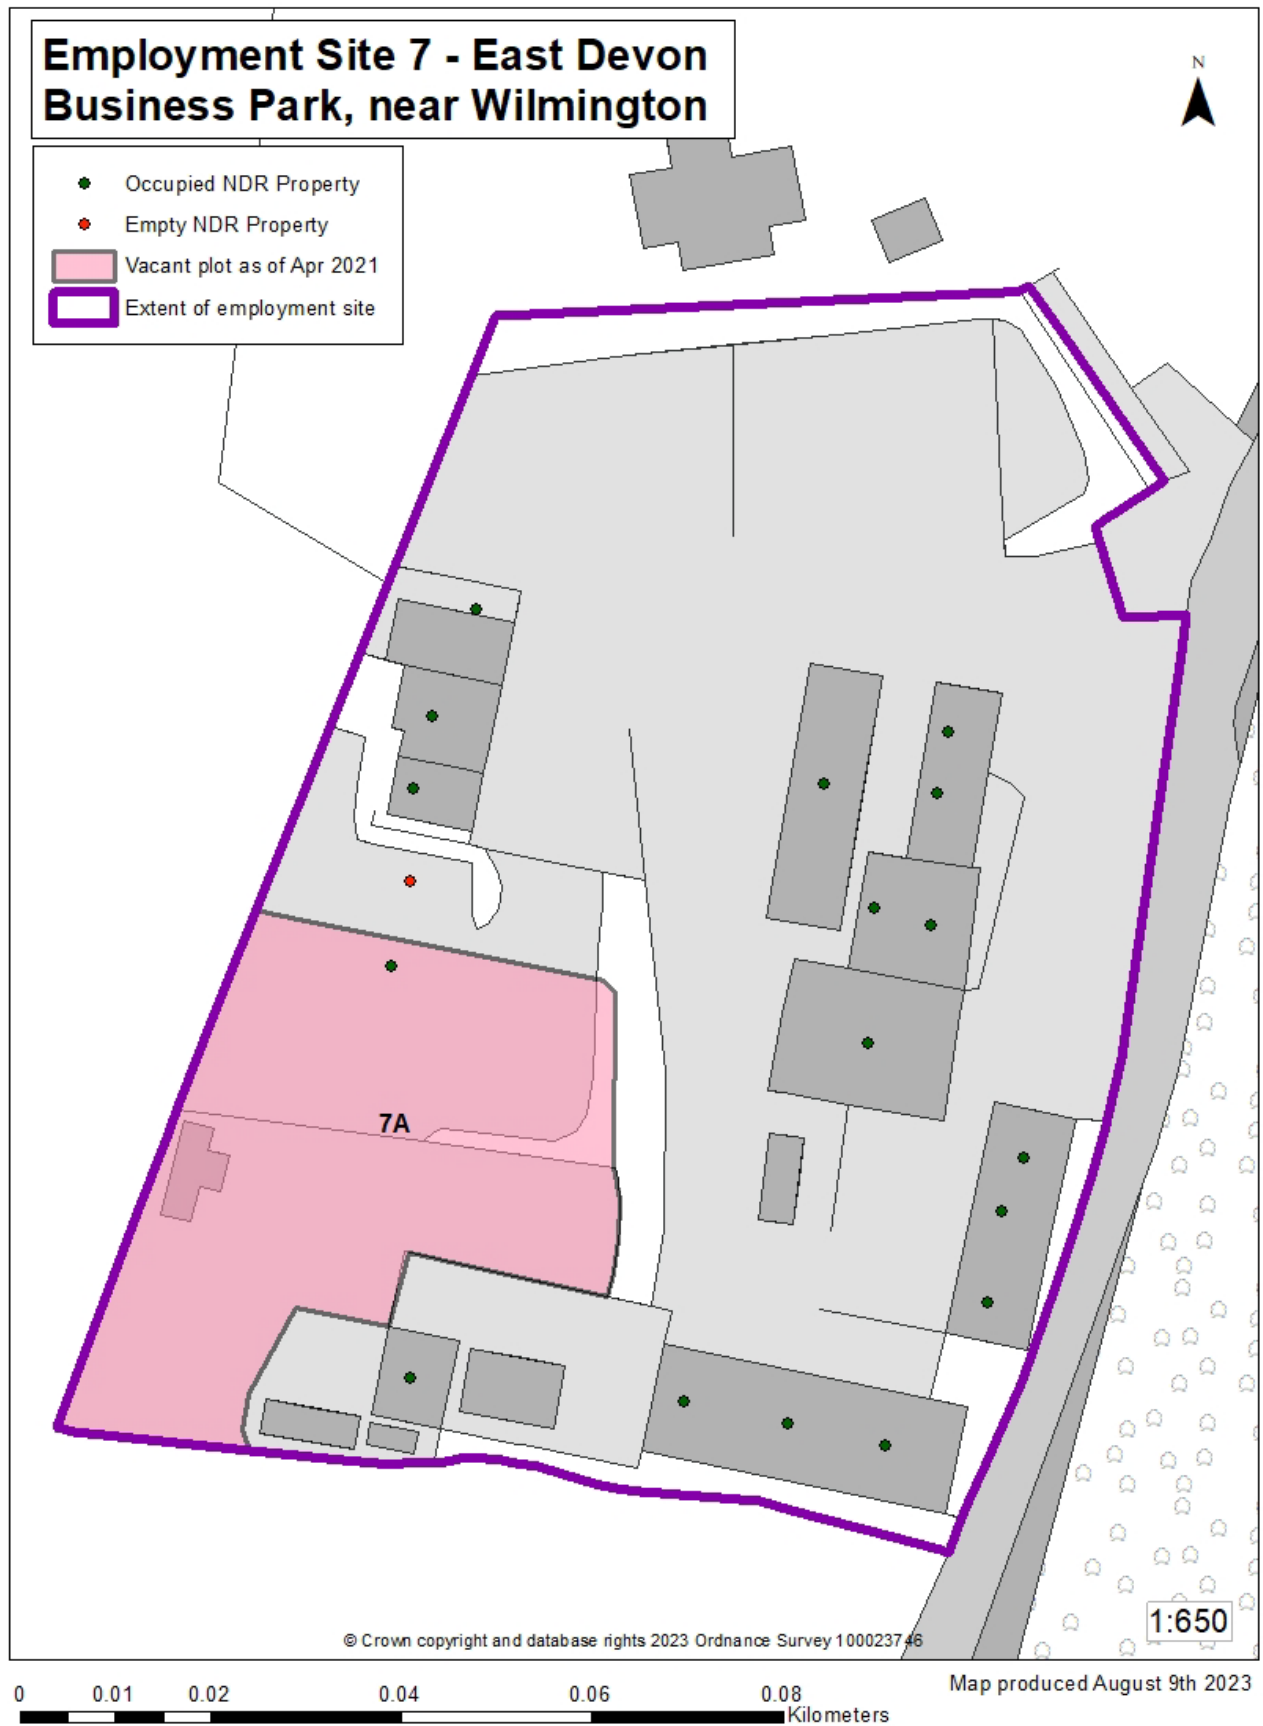 Employment Site 7 - East Devon
Business Park, near Wilmington
N
Occupied NDR Property
Empty NDR Property
Vacant plot as of Apr 2021
Extent of employment site
7A
1:650
© Crown copyright and database rights 2023 Ordnance Survey 100023746
Map produced August 9th 2023
0 0.01 0.02 0.04 0.06 0.08
Kilometers